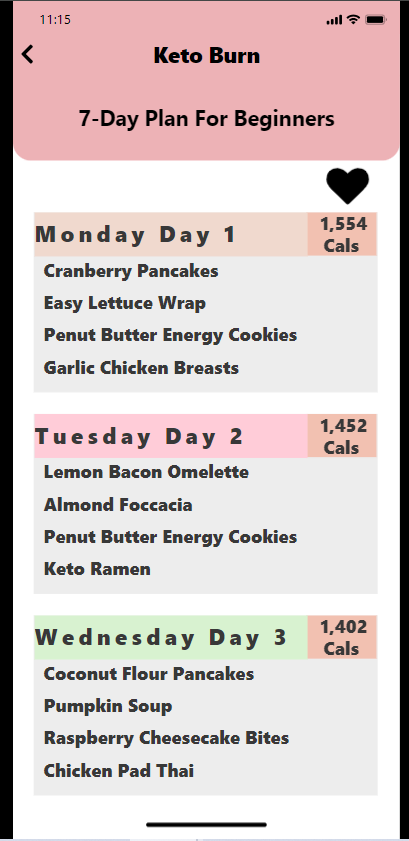 11:15
Keto Burn
7-Day Plan For Beginners
Monday Day 1
1,554
Cals
Cranberry Pancakes
Easy Lettuce Wrap
Penut Butter Energy Cookies
Garlic Chicken Breasts
Tuesday Day 2
1,452
Cals
Lemon Bacon Omelette
Almond Foccacia
Penut Butter Energy Cookies
Keto Ramen
Wednesday Day 3
1,402
Cals
Coconut Flour Pancakes
Pumpkin Soup
Raspberry Cheesecake Bites
Chicken Pad Thai